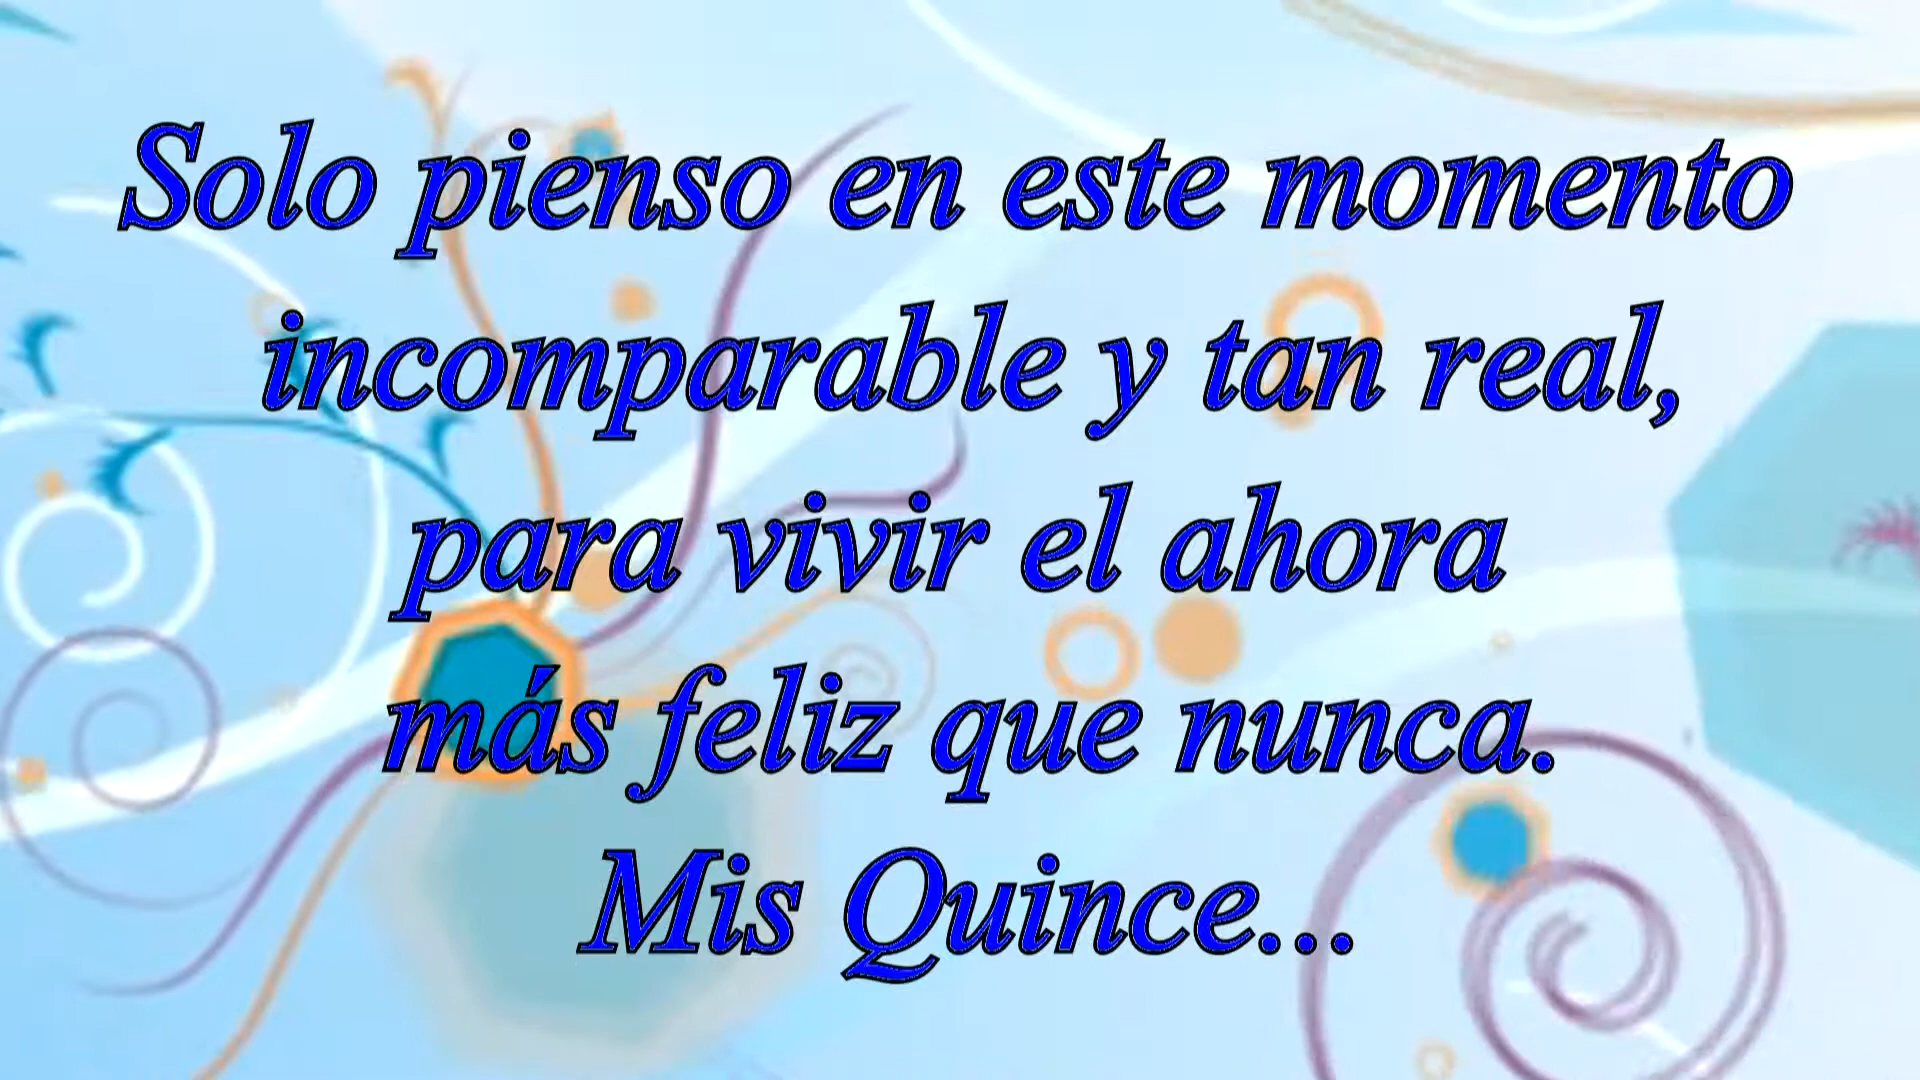 Solo pienso en este momento
incomparable y tan real,
para vivir el ahora
más feliz que nunca.
Mis Quince...